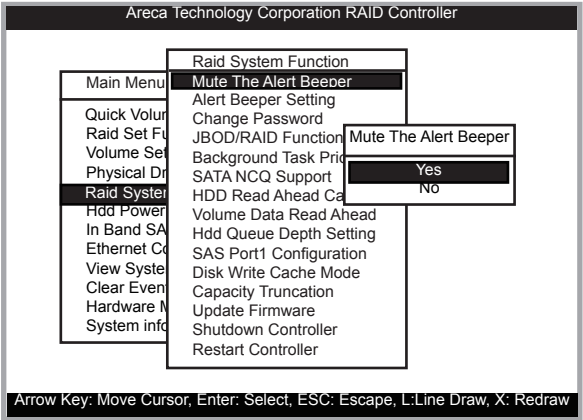 Areca Technology Corporation RAID Controller
Main Menu
Quick Volur
Raid Set Fu
Volume Set
Physical Dr
Raid Syster
Hdd Power
In Band SA
Ethernet Co
View Syste
Clear Even
Hardware M
System info
Raid System Function
Mute The Alert Beeper
Alert Beeper Setting
Change Password
JBOD/RAID Function
Background Task Prio
SATA NCQ Support
HDD Read Ahead Ca
Volume Data Read Ahead
Hdd Queue Depth Setting
SAS Port1 Configuration
Disk Write Cache Mode
Capacity Truncation
Update Firmware
Shutdown Controller
Restart Controller
Mute The Alert Beeper
Yes
No
Arrow Key: Move Cursor, Enter: Select, ESC: Escape, L:Line Draw, X: Redraw